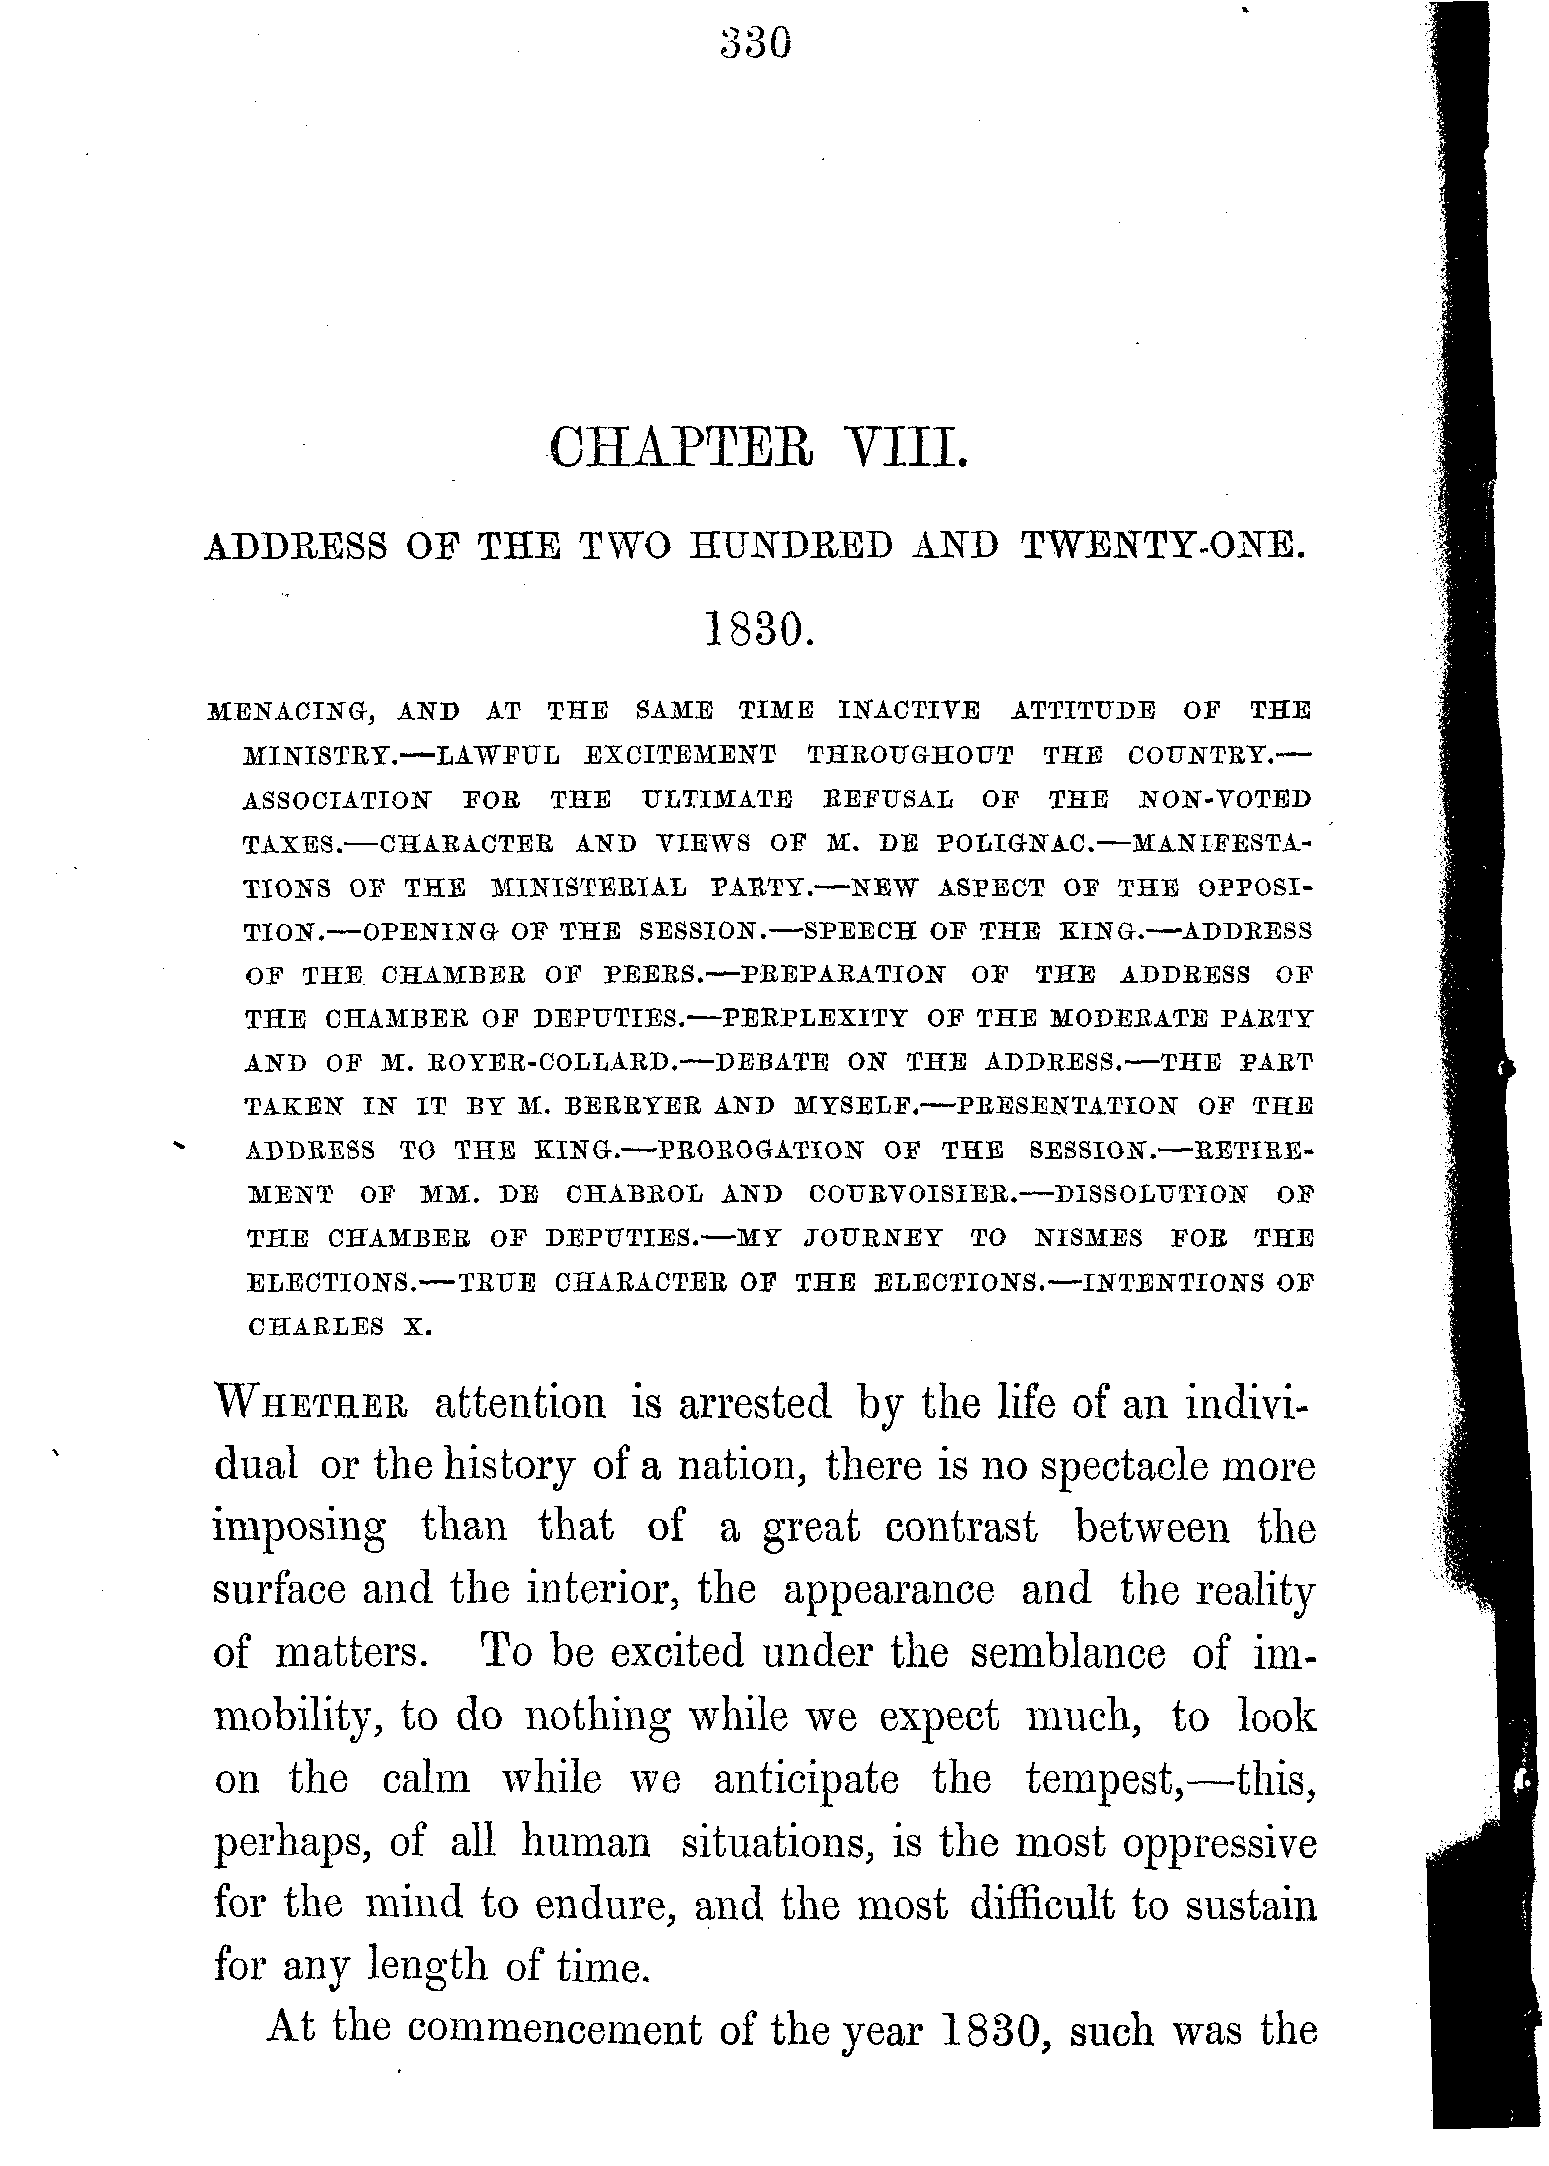 330
CHAPTER VIII.
ADDRESS OF THE TWO HUNDRED AND TWENTY-ONE.
1830.
MENACING, AND AT THE SAME TIME INACTIVE ATTITUDE OF THE
MINISTRY.—LAWFUL EXCITEMENT THROUGHOUT THE COUNTRY.—
ASSOCIATION FOR THE ULTIMATE REFUSAL OF THE NON-VOTED
TAXES.—CHARACTER AND VIEWS OF M. DE POLIGNAC.—MANIFESTA-
TIONS OF THE MINISTERIAL PARTY.—NEW ASPECT OF THE OPPOSI-
TION.—OPENING OF THE SESSION.—SPEECH OF THE KING.—ADDRESS
OF THE CHAMBER OF PEERS.—PREPARATION OF THE ADDRESS OF
THE CHAMBER OF DEPUTIES.—PERPLEXITY OF THE MODERATE PARTY
AND OF M. ROYER-COLLARD.—DEBATE ON THE ADDRESS.—THE PART
TAKEN IN IT BY M. BERRYER AND MYSELF.—PRESENTATION OF THE
ADDRESS TO THE KING.—PROROGATION OF THE SESSION.—RETIRE-
MENT OF MM. DE CHABROL AND COURVOISIER.—DISSOLUTION OF
THE CHAMBER OF DEPUTIES.—MY JOURNEY TO NISMES FOR THE
ELECTIONS.—TRUE CHARACTER OF THE ELECTIONS.—INTENTIONS OF
CHARLES X.
WHETHER attention is arrested by the life of an indivi-
dual or the history of a nation, there is no spectacle more
imposing than that of a great contrast between the
surface and the interior, the appearance and the reality
of matters. To be excited under the semblance of im-
mobility, to do nothing while we expect much, to look
on the calm while we anticipate the tempest,—this,
perhaps, of all human situations, is the most oppressive
for the mind to endure, and the most difficult to sustain
for any length of time.
At the commencement of the year 1830, such was the